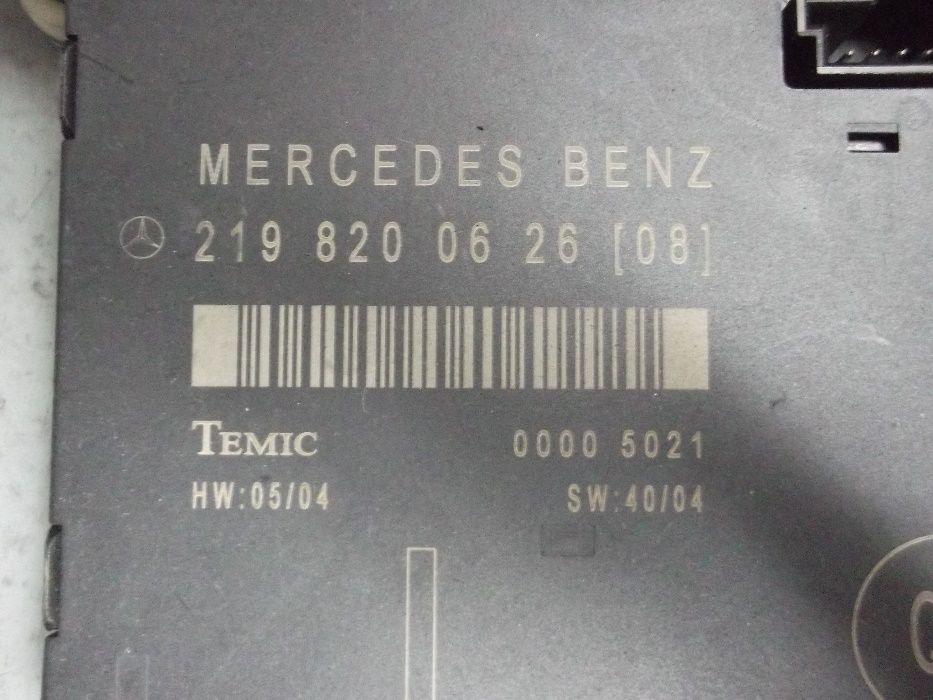 MERCEDES BENZ
219 820 06 26 [08]
TEMIC 0000 5021
HW:05/04 SW:40/04